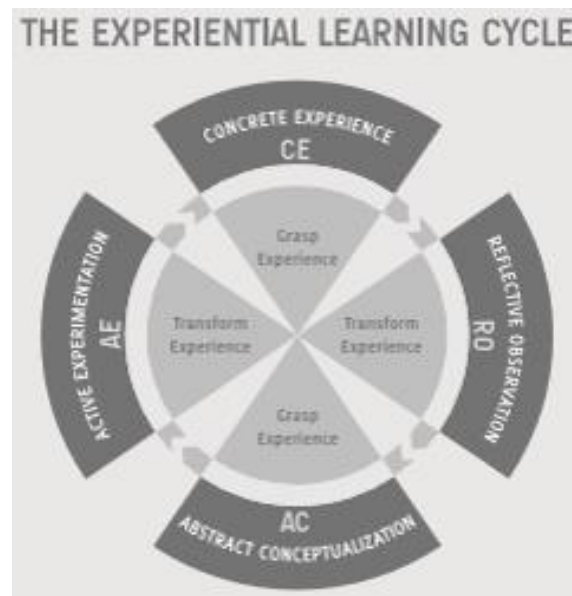 THE EXPERIENTIAL LEARNING CYCLE
CONCRETE EXPERIENCE
CE
REFLECTIVE OBSERVATION
RO
ABSTRACT CONCEPTUALIZATION
AC
ACTIVE EXPERIMENTATION
AE
Grasp
Experience
Transform
Experience
Transform
Experience
Grasp
Experience